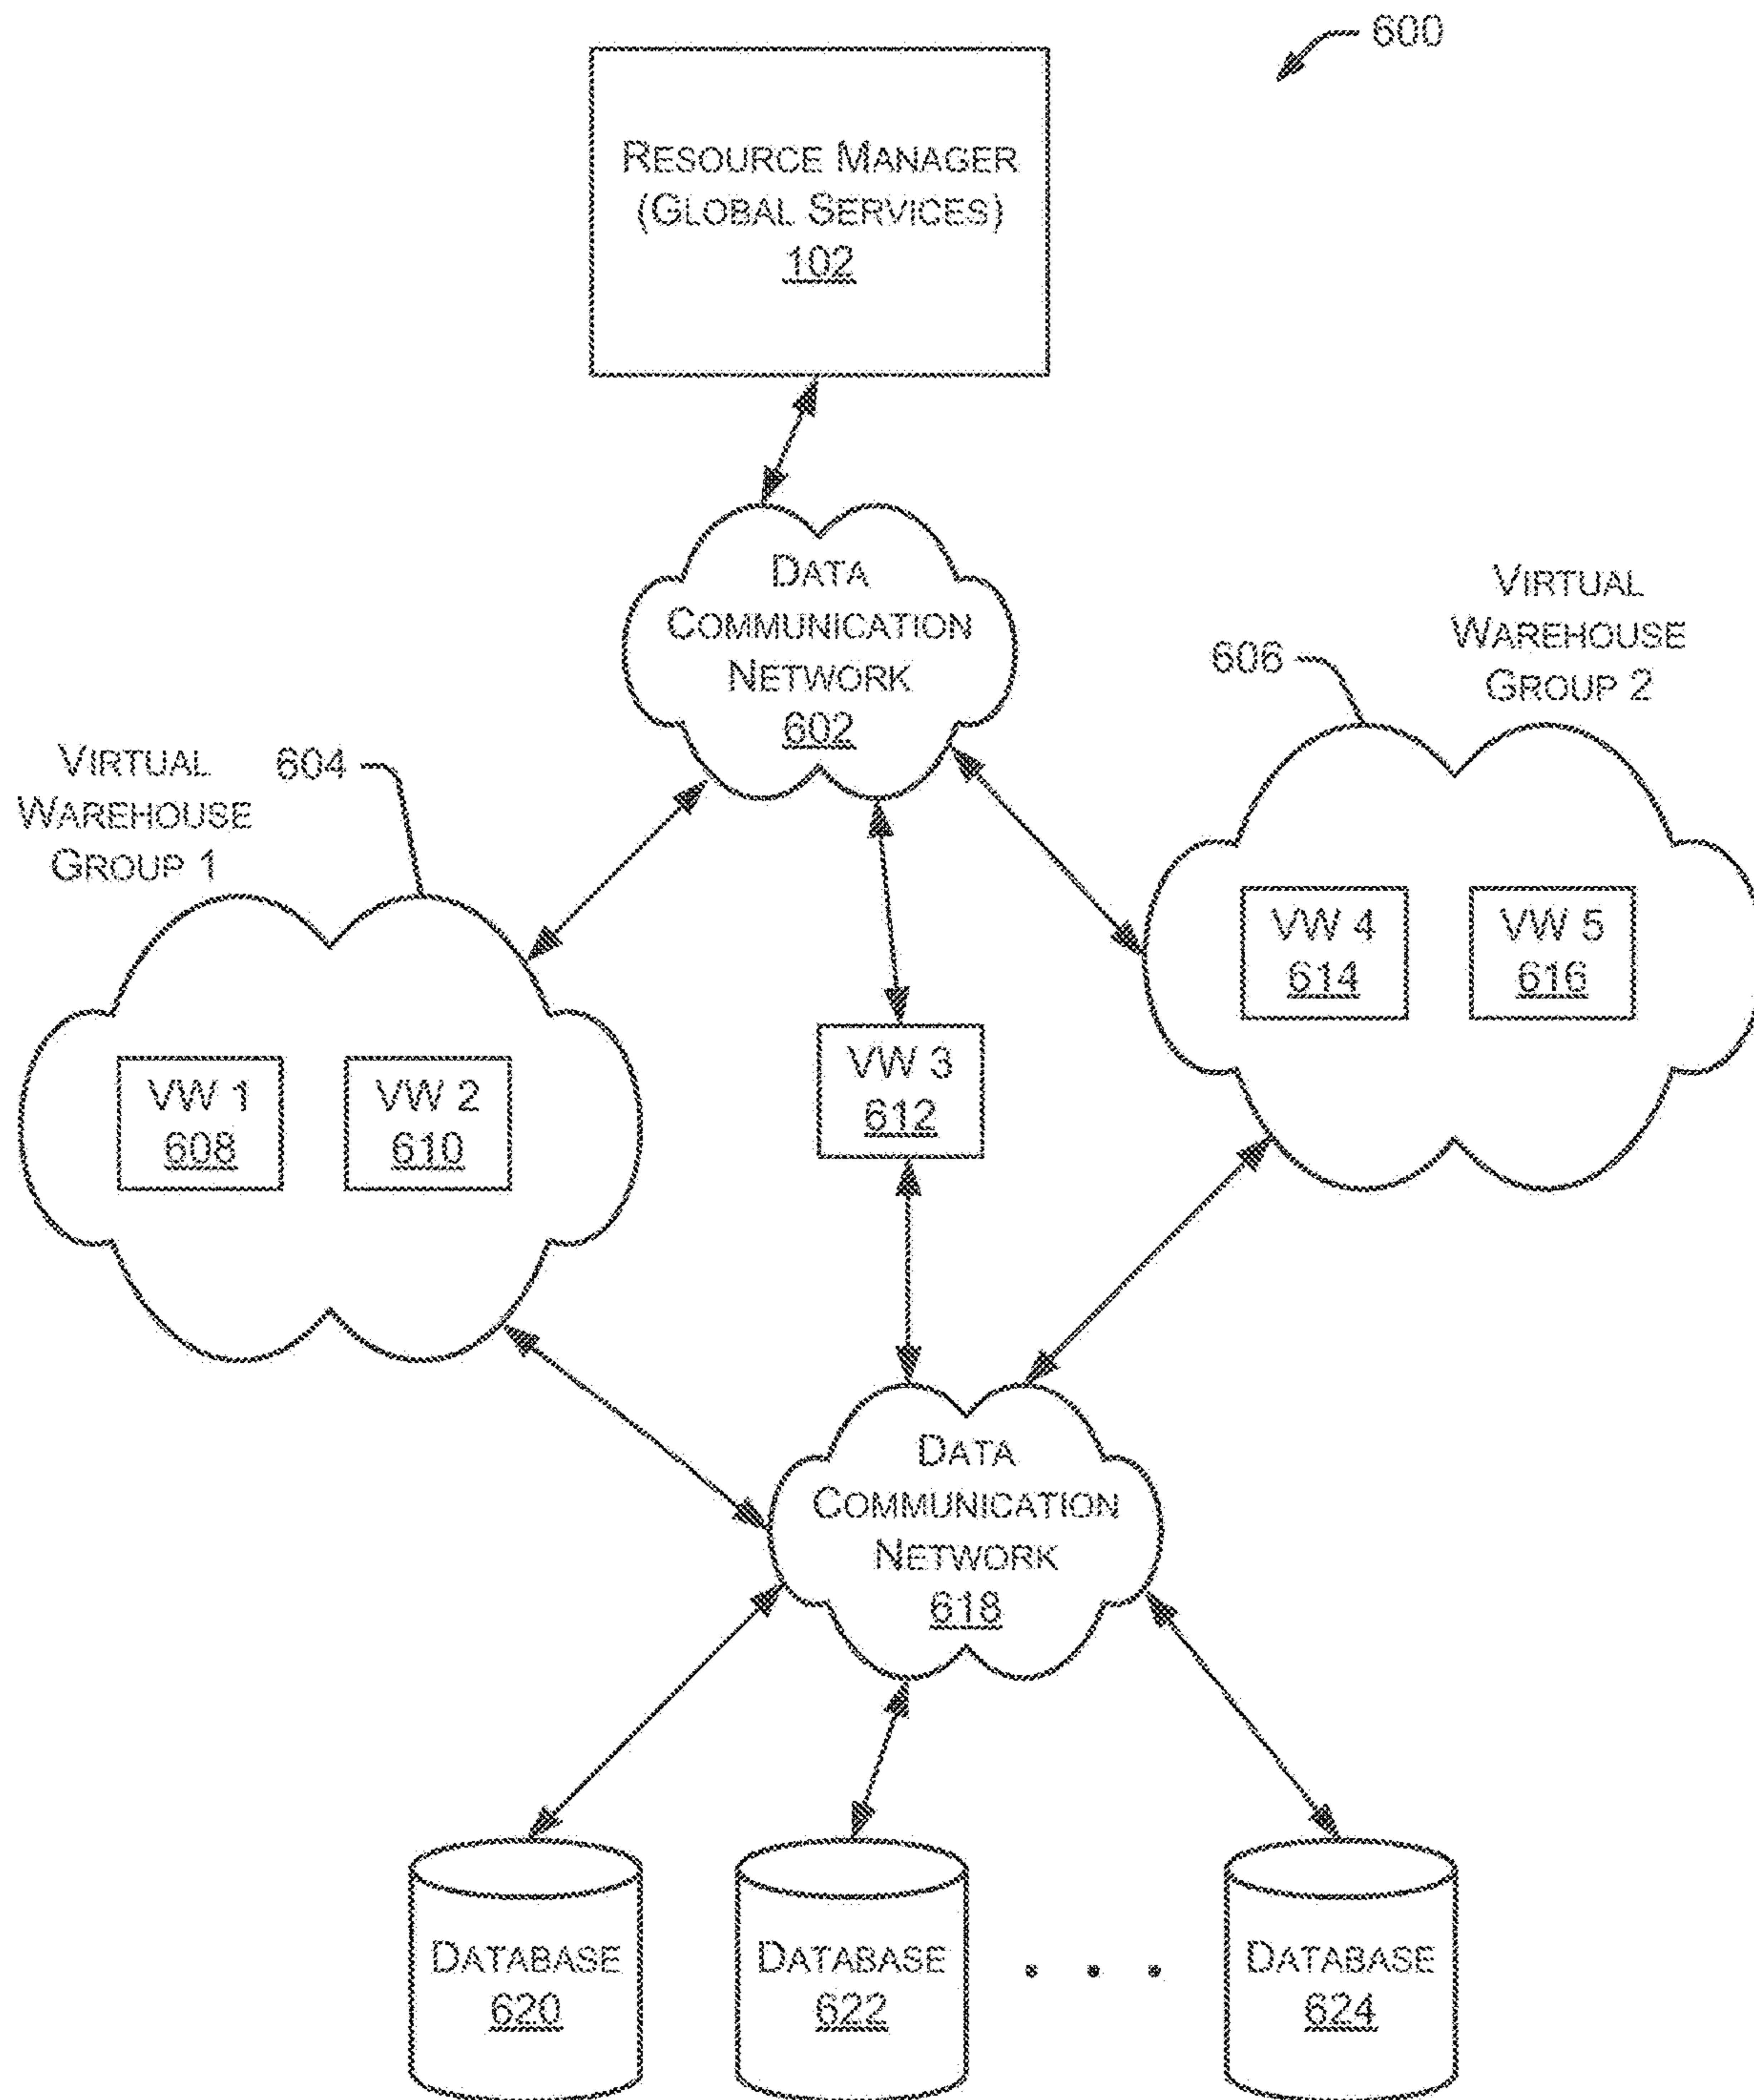 600
RESOURCE MANAGER
(GLOBAL SERVICES)
102
DATA
COMMUNICATION
NETWORK
602
VIRTUAL
WAREHOUSE
GROUP 2
606
VIRTUAL
WAREHOUSE
GROUP 1
604
VW 4
614
VW 5
616
VW 3
612
VW 1
608
VW 2
610
DATA
COMMUNICATION
NETWORK
618
DATABASE
620
DATABASE
622
. . .
DATABASE
624